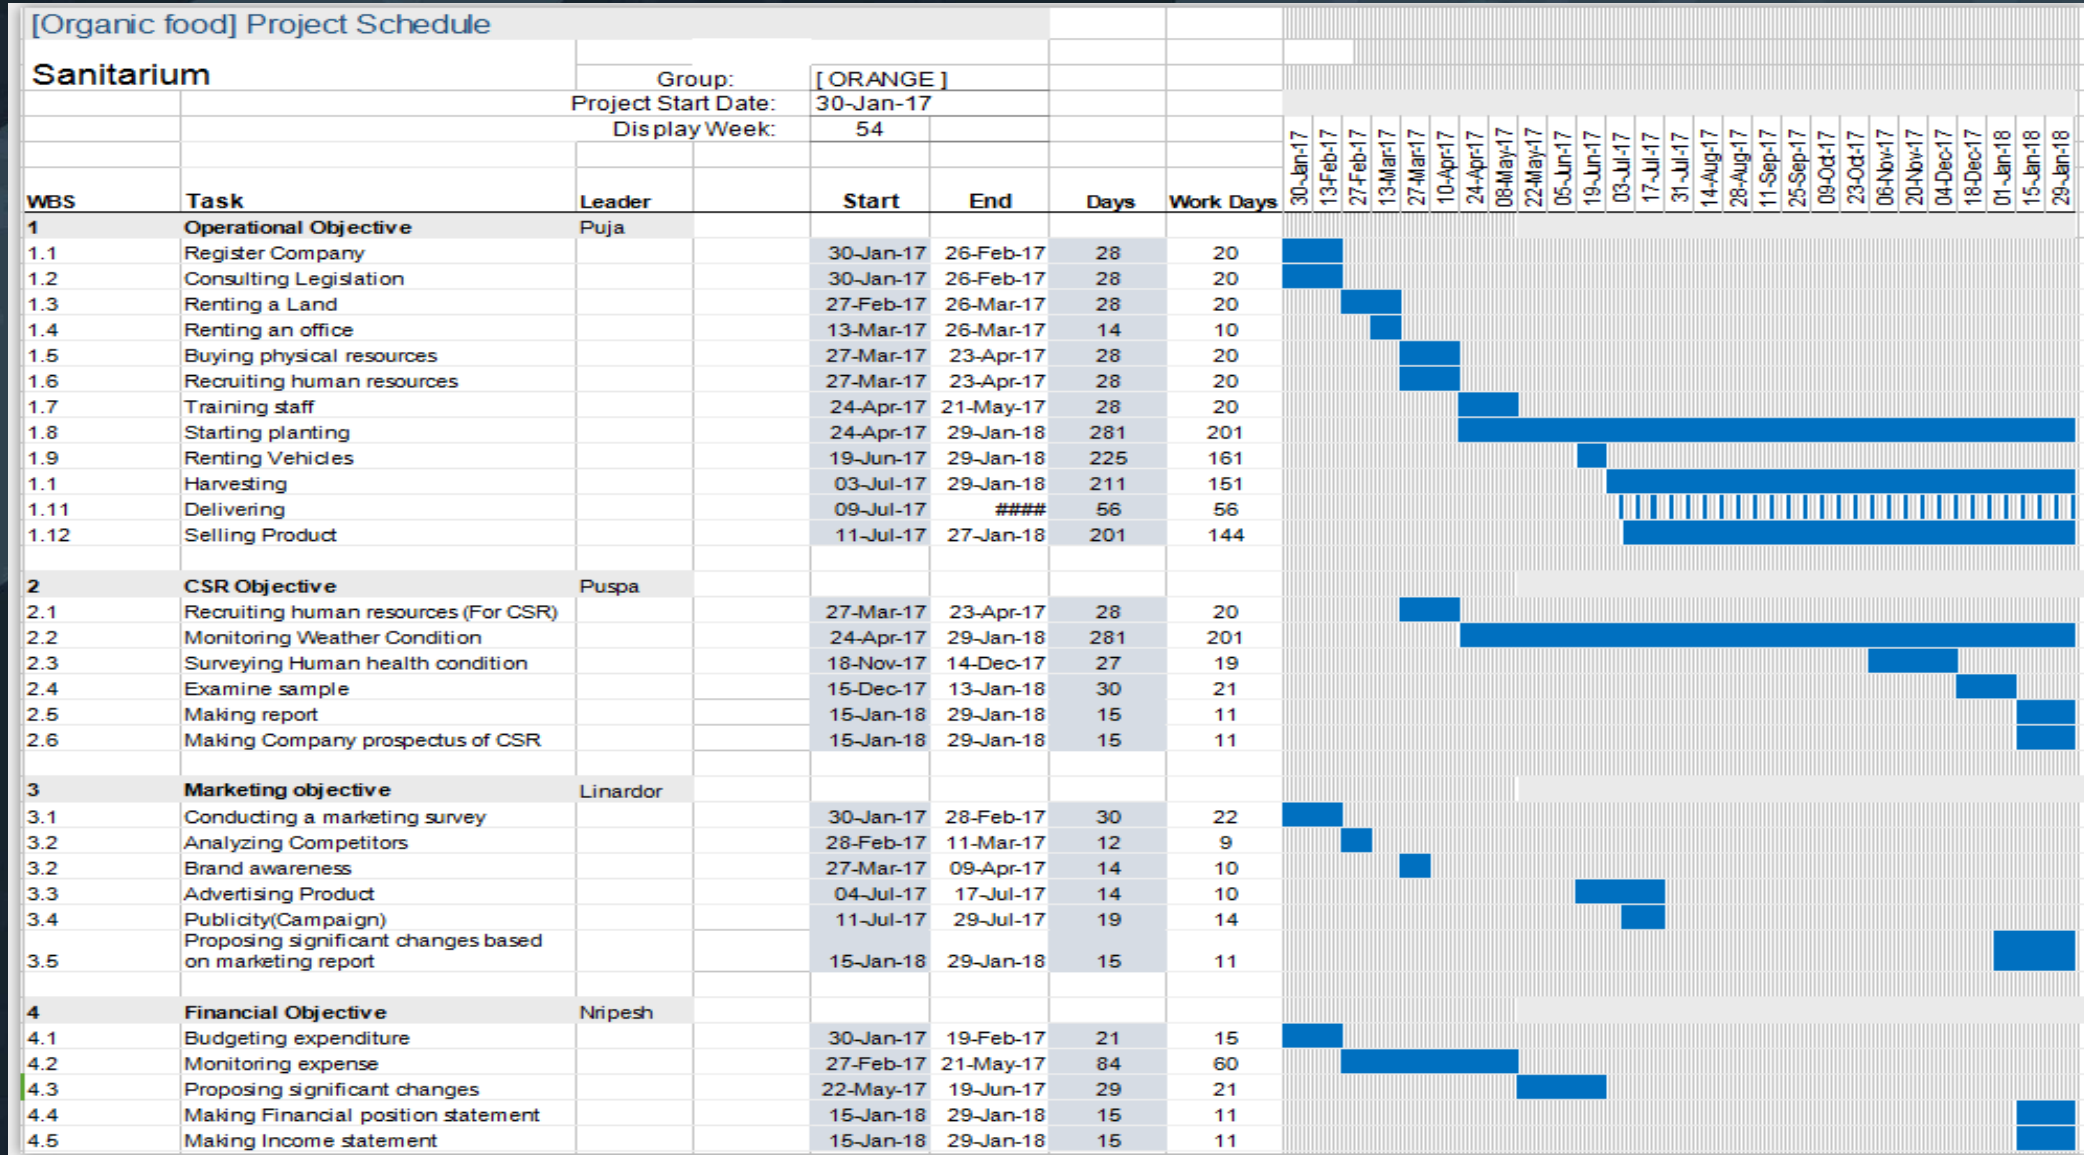 [Organic food] Project Schedule
Sanitarium
Group: [ ORANGE ]
Project Start Date: 30-Jan-17
Display Week: 54
30-Jan-17 13-Feb-17 27-Feb-17 13-Mar-17 27-Mar-17 10-Apr-17 24-Apr-17 08-May-17 22-May-17 05-Jun-17 19-Jun-17 03-Jul-17 17-Jul-17 31-Jul-17 14-Aug-17 28-Aug-17 11-Sep-17 25-Sep-17 09-Oct-17 23-Oct-17 06-Nov-17 20-Nov-17 04-Dec-17 18-Dec-17 01-Jan-18 15-Jan-18 29-Jan-18
WBS Task Leader Start End Days Work Days
1 Operational Objective Puja
1.1 Register Company 30-Jan-17 26-Feb-17 28 20
1.2 Consulting Legislation 30-Jan-17 26-Feb-17 28 20
1.3 Renting a Land 27-Feb-17 26-Mar-17 28 20
1.4 Renting an office 13-Mar-17 26-Mar-17 14 10
1.5 Buying physical resources 27-Mar-17 23-Apr-17 28 20
1.6 Recruiting human resources 27-Mar-17 23-Apr-17 28 20
1.7 Training staff 24-Apr-17 21-May-17 28 20
1.8 Starting planting 24-Apr-17 29-Jan-18 281 201
1.9 Renting Vehicles 19-Jun-17 29-Jan-18 225 161
1.1 Harvesting 03-Jul-17 29-Jan-18 211 151
1.11 Delivering 09-Jul-17 #### 56 56
1.12 Selling Product 11-Jul-17 27-Jan-18 201 144
2 CSR Objective Puspa
2.1 Recruiting human resources (For CSR) 27-Mar-17 23-Apr-17 28 20
2.2 Monitoring Weather Condition 24-Apr-17 29-Jan-18 281 201
2.3 Surveying Human health condition 18-Nov-17 14-Dec-17 27 19
2.4 Examine sample 15-Dec-17 13-Jan-18 30 21
2.5 Making report 15-Jan-18 29-Jan-18 15 11
2.6 Making Company prospectus of CSR 15-Jan-18 29-Jan-18 15 11
3 Marketing objective Linardor
3.1 Conducting a marketing survey 30-Jan-17 28-Feb-17 30 22
3.2 Analyzing Competitors 28-Feb-17 11-Mar-17 12 9
3.2 Brand awareness 27-Mar-17 09-Apr-17 14 10
3.3 Advertising Product 04-Jul-17 17-Jul-17 14 10
3.4 Publicity(Campaign) 11-Jul-17 29-Jul-17 19 14
Proposing significant changes based
3.5 on marketing report 15-Jan-18 29-Jan-18 15 11
4 Financial Objective Nripesh
4.1 Budgeting expenditure 30-Jan-17 19-Feb-17 21 15
4.2 Monitoring expense 27-Feb-17 21-May-17 84 60
4.3 Proposing significant changes 22-May-17 19-Jun-17 29 21
4.4 Making Financial position statement 15-Jan-18 29-Jan-18 15 11
4.5 Making Income statement 15-Jan-18 29-Jan-18 15 11